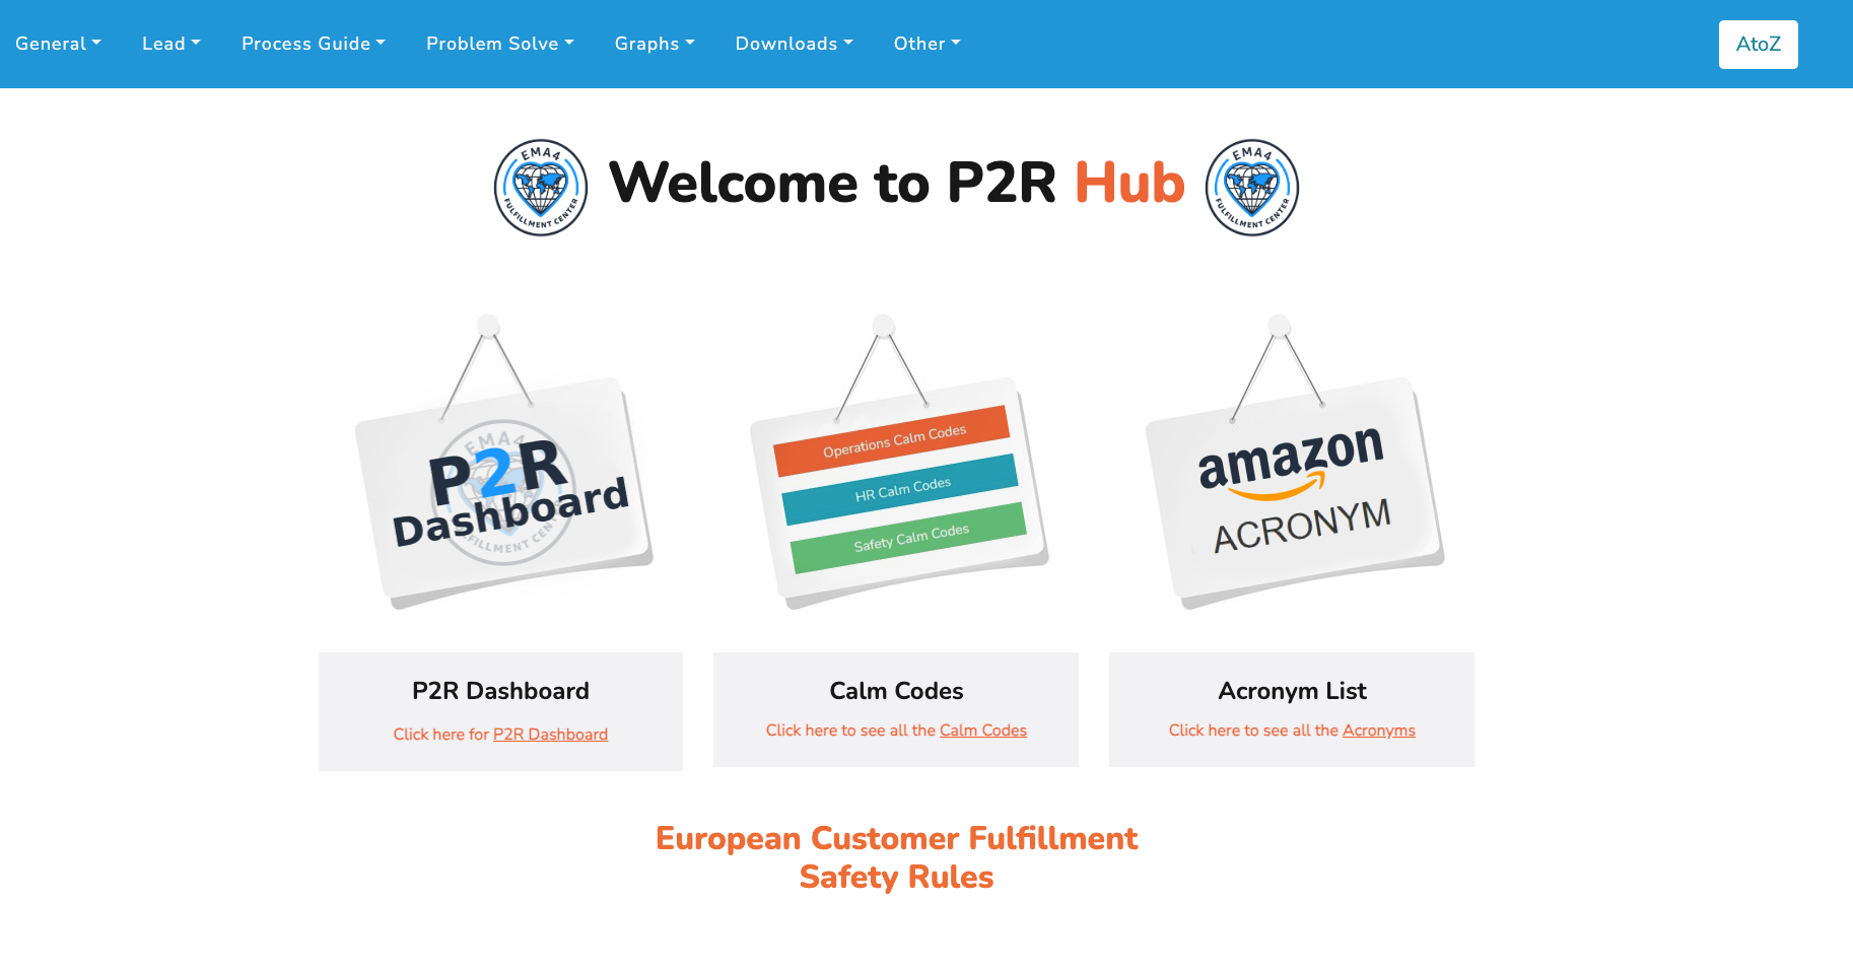 General
Lead
Process Guide
Problem Solve
Graphs
Downloads
Other
AtoZ
EMA4
FULFILLMENT CENTER
Welcome to P2R Hub
EMA4
FULFILLMENT CENTER
EMA4
P2R
Dashboard
FULFILLMENT CENTER
Operations Calm Codes
HR Calm Codes
Safety Calm Codes
amazon
ACRONYM
P2R Dashboard
Click here for P2R Dashboard
Calm Codes
Click here to see all the Calm Codes
Acronym List
Click here to see all the Acronyms
European Customer Fulfillment
Safety Rules